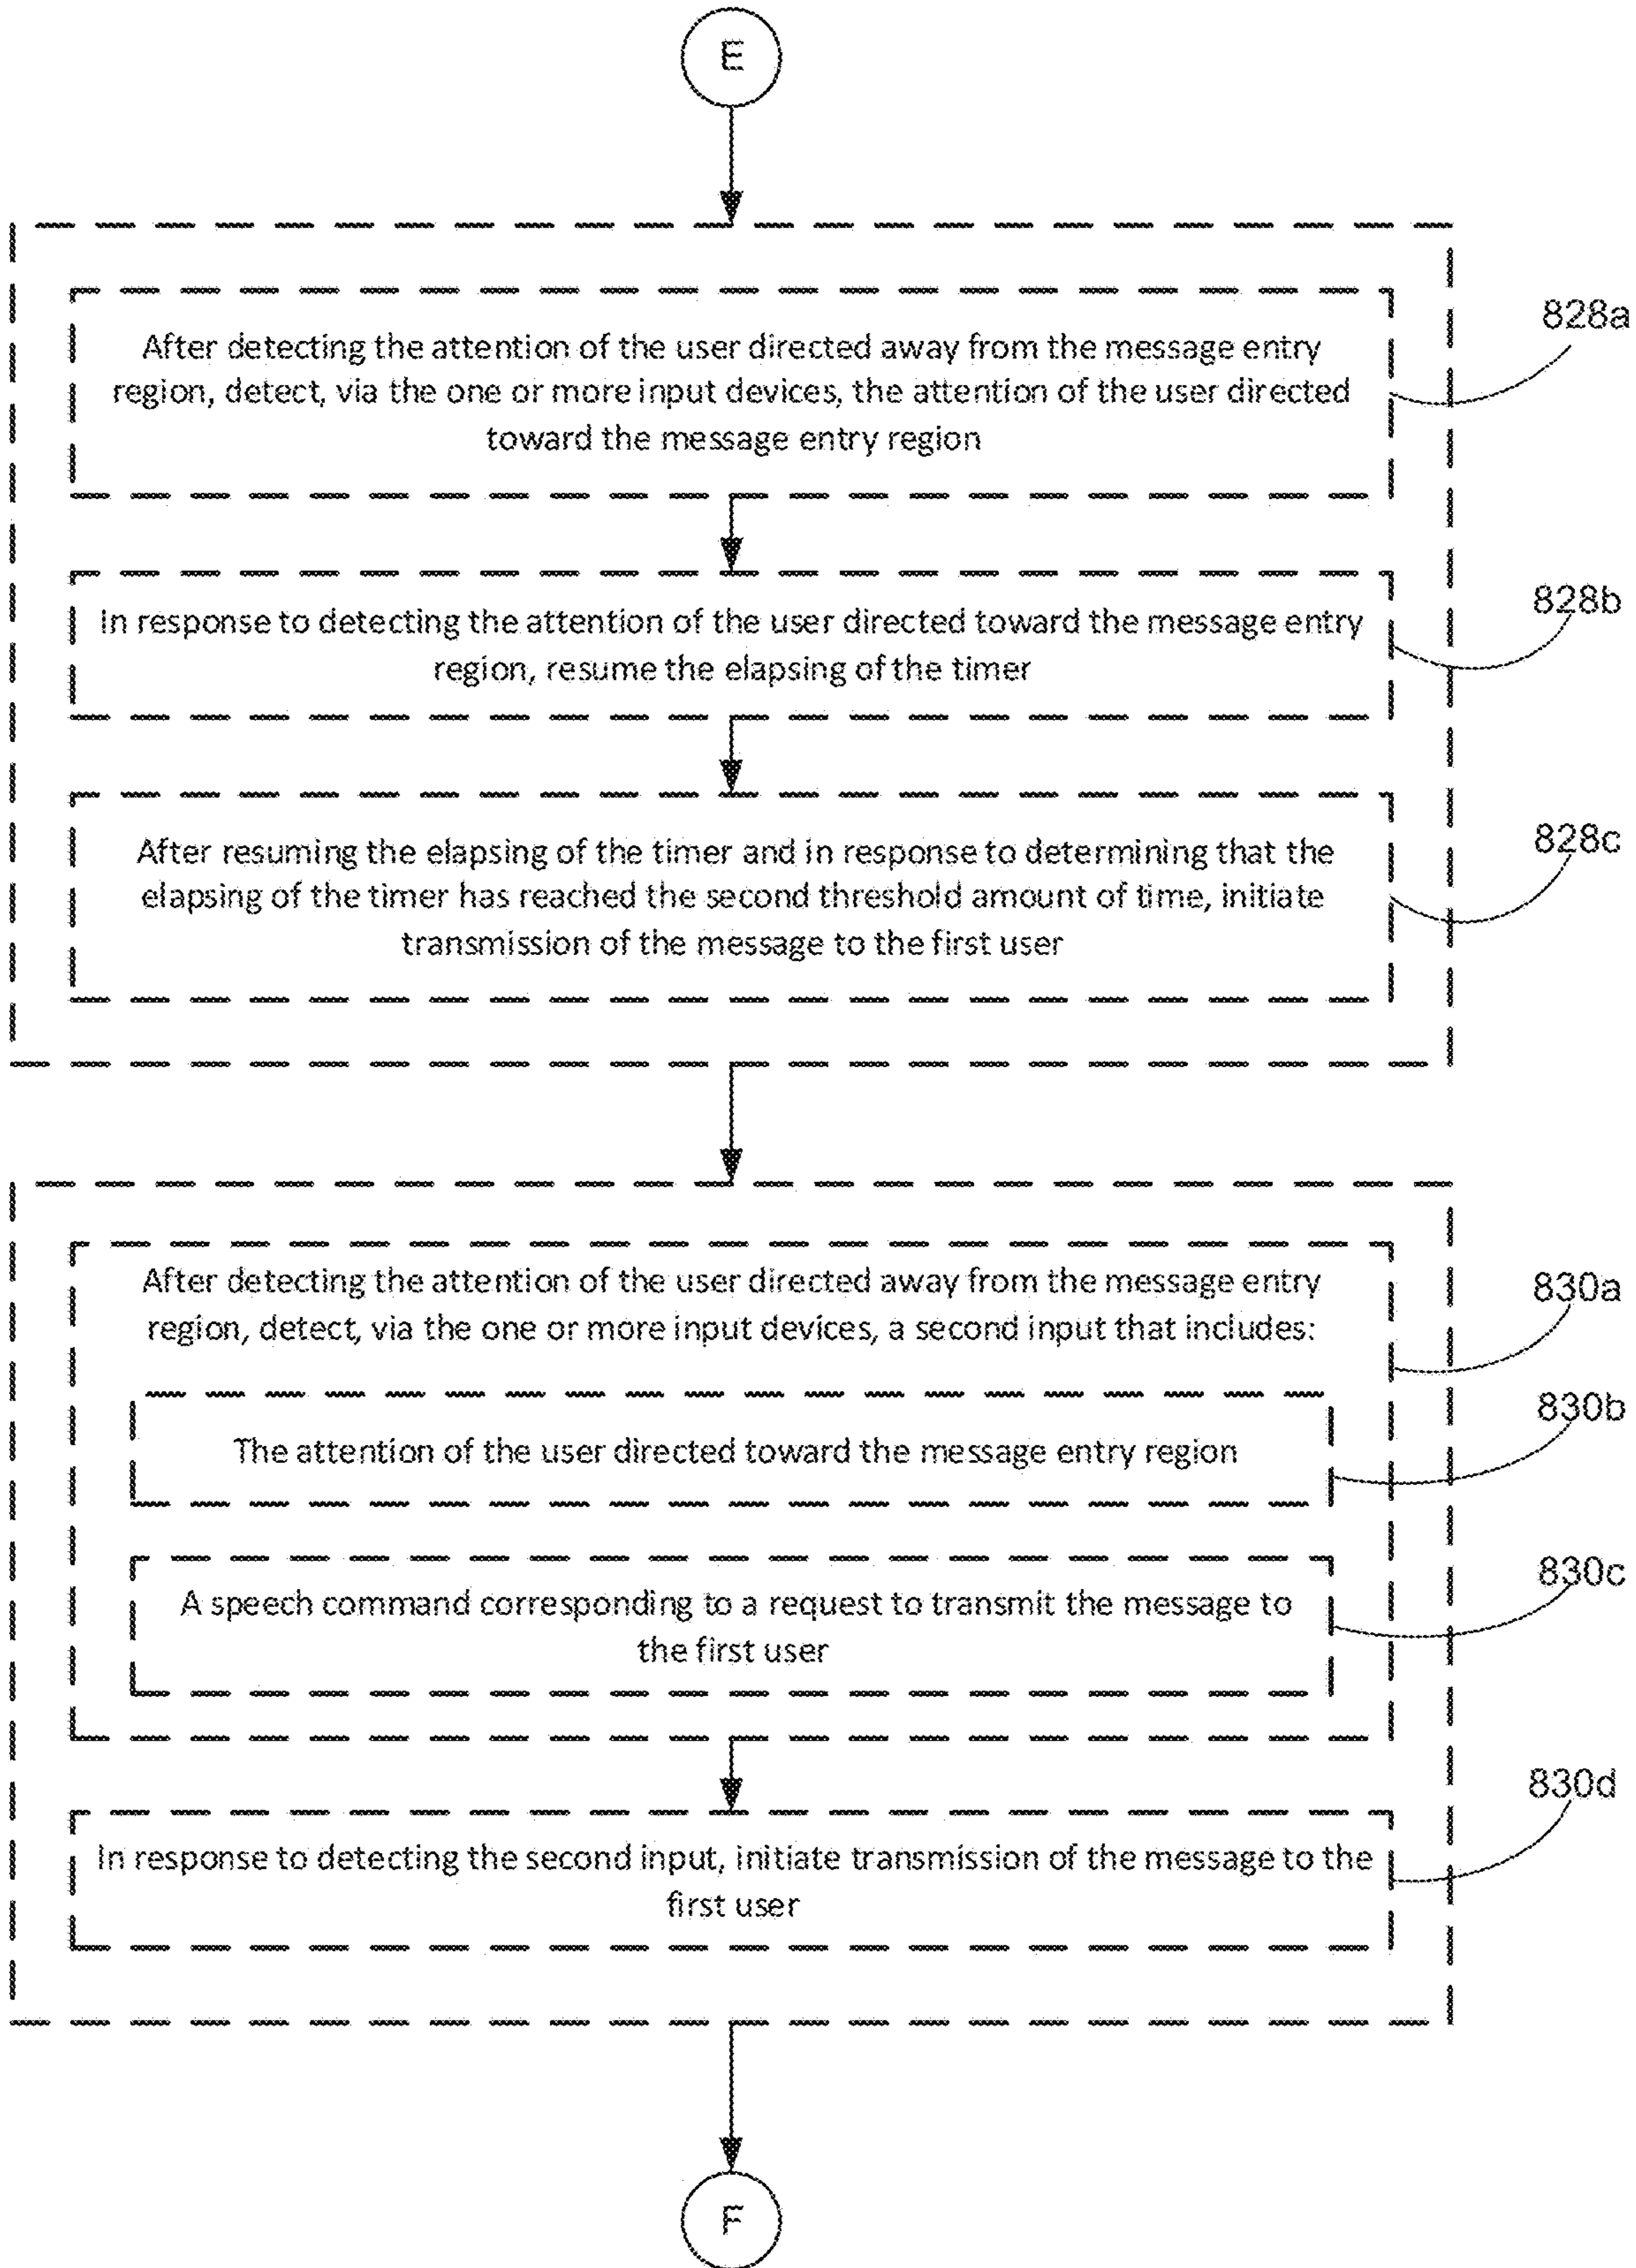 E
After detecting the attention of the user directed away from the message entry
region, detect, via the one or more input devices, the attention of the user directed
toward the message entry region
828a
In response to detecting the attention of the user directed toward the message entry
region, resume the elapsing of the timer
828b
After resuming the elapsing of the timer and in response to determining that the
elapsing of the timer has reached the second threshold amount of time, initiate
transmission of the message to the first user
828c
After detecting the attention of the user directed away from the message entry
region, detect, via the one or more input devices, a second input that includes:
830a
The attention of the user directed toward the message entry region
830b
A speech command corresponding to a request to transmit the message to
the first user
830c
In response to detecting the second input, initiate transmission of the message to the
first user
830d
F